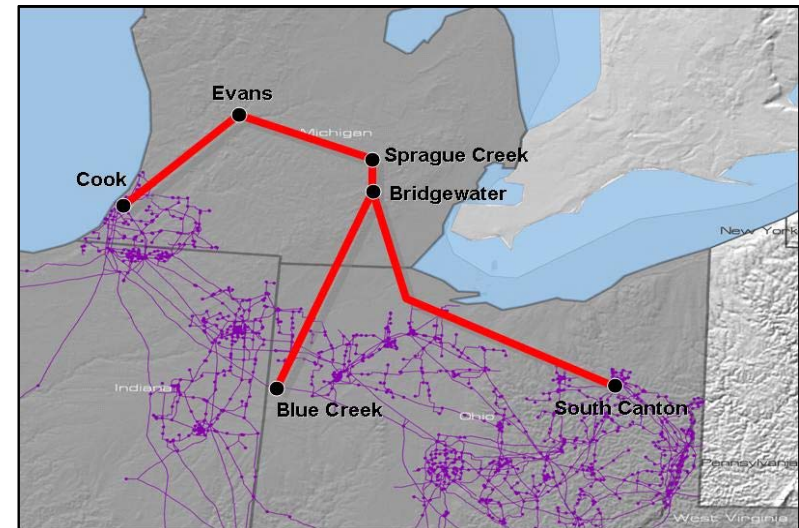 Evans
Michigan
Sprague Creek
Cook
Bridgewater
New York
Indiana
Blue Creek
Ohio
South Canton
Pennsylvania
West Virginia